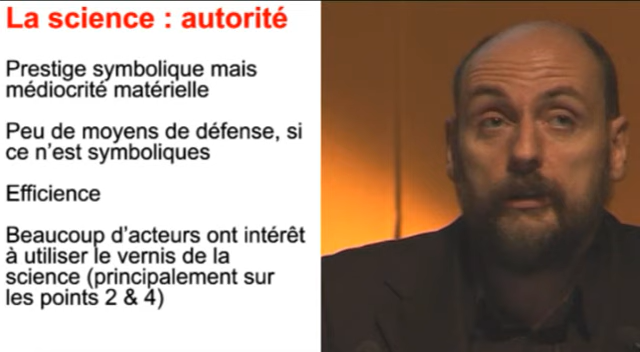 La science : autorité
Prestige symbolique mais
médiocrité matérielle
Peu de moyens de défense, si
ce n'est symboliques
Efficience
Beaucoup d'acteurs ont intérêt
à utiliser le vernis de la
science (principalement sur
les points 2 & 4)